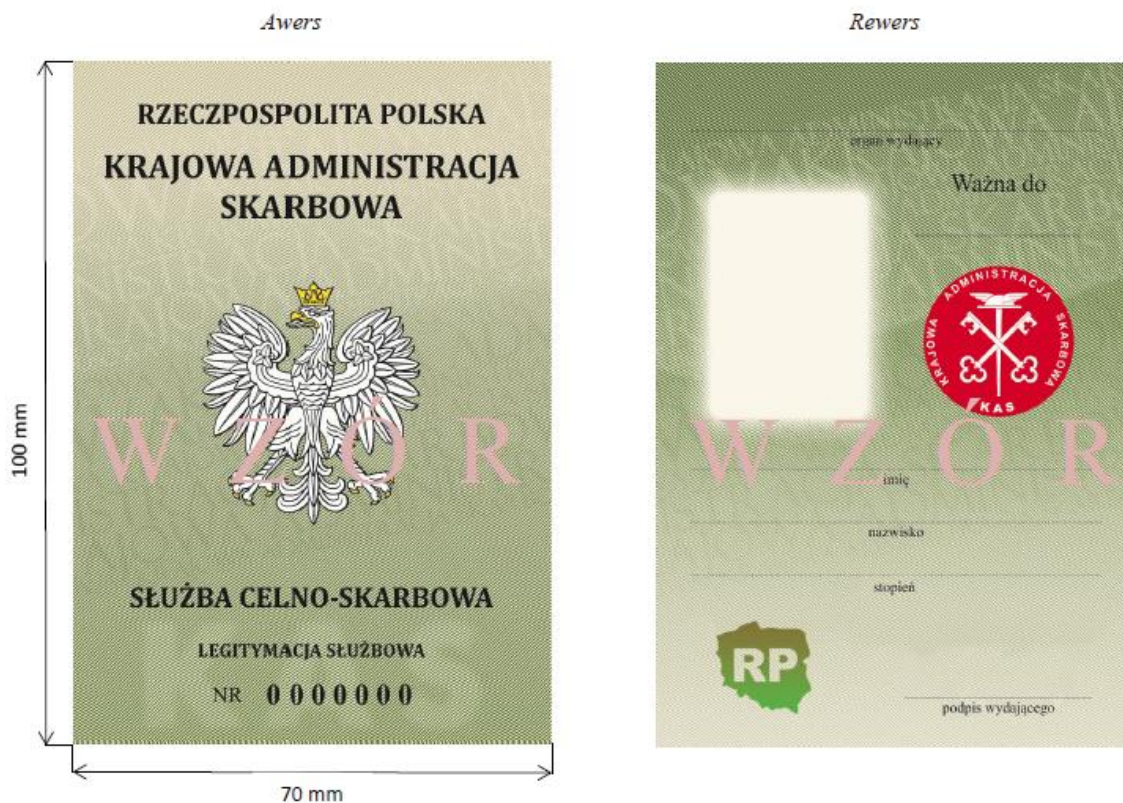 Awers
RZECZPOSPOLITA POLSKA
KRAJOWA ADMINISTRACJA
SKARBOWA
WZÓR
SŁUŻBA CELNO-SKARBOWA
LEGITYMACJA SŁUŻBOWA
NR 0000000
KAS
100 mm
70 mm
Rewers
organ wydający
Ważna do
KRAJOWA ADMINISTRACJA SKARBOWA
KAS
WZÓR
imię
nazwisko
stopień
RP
podpis wydającego